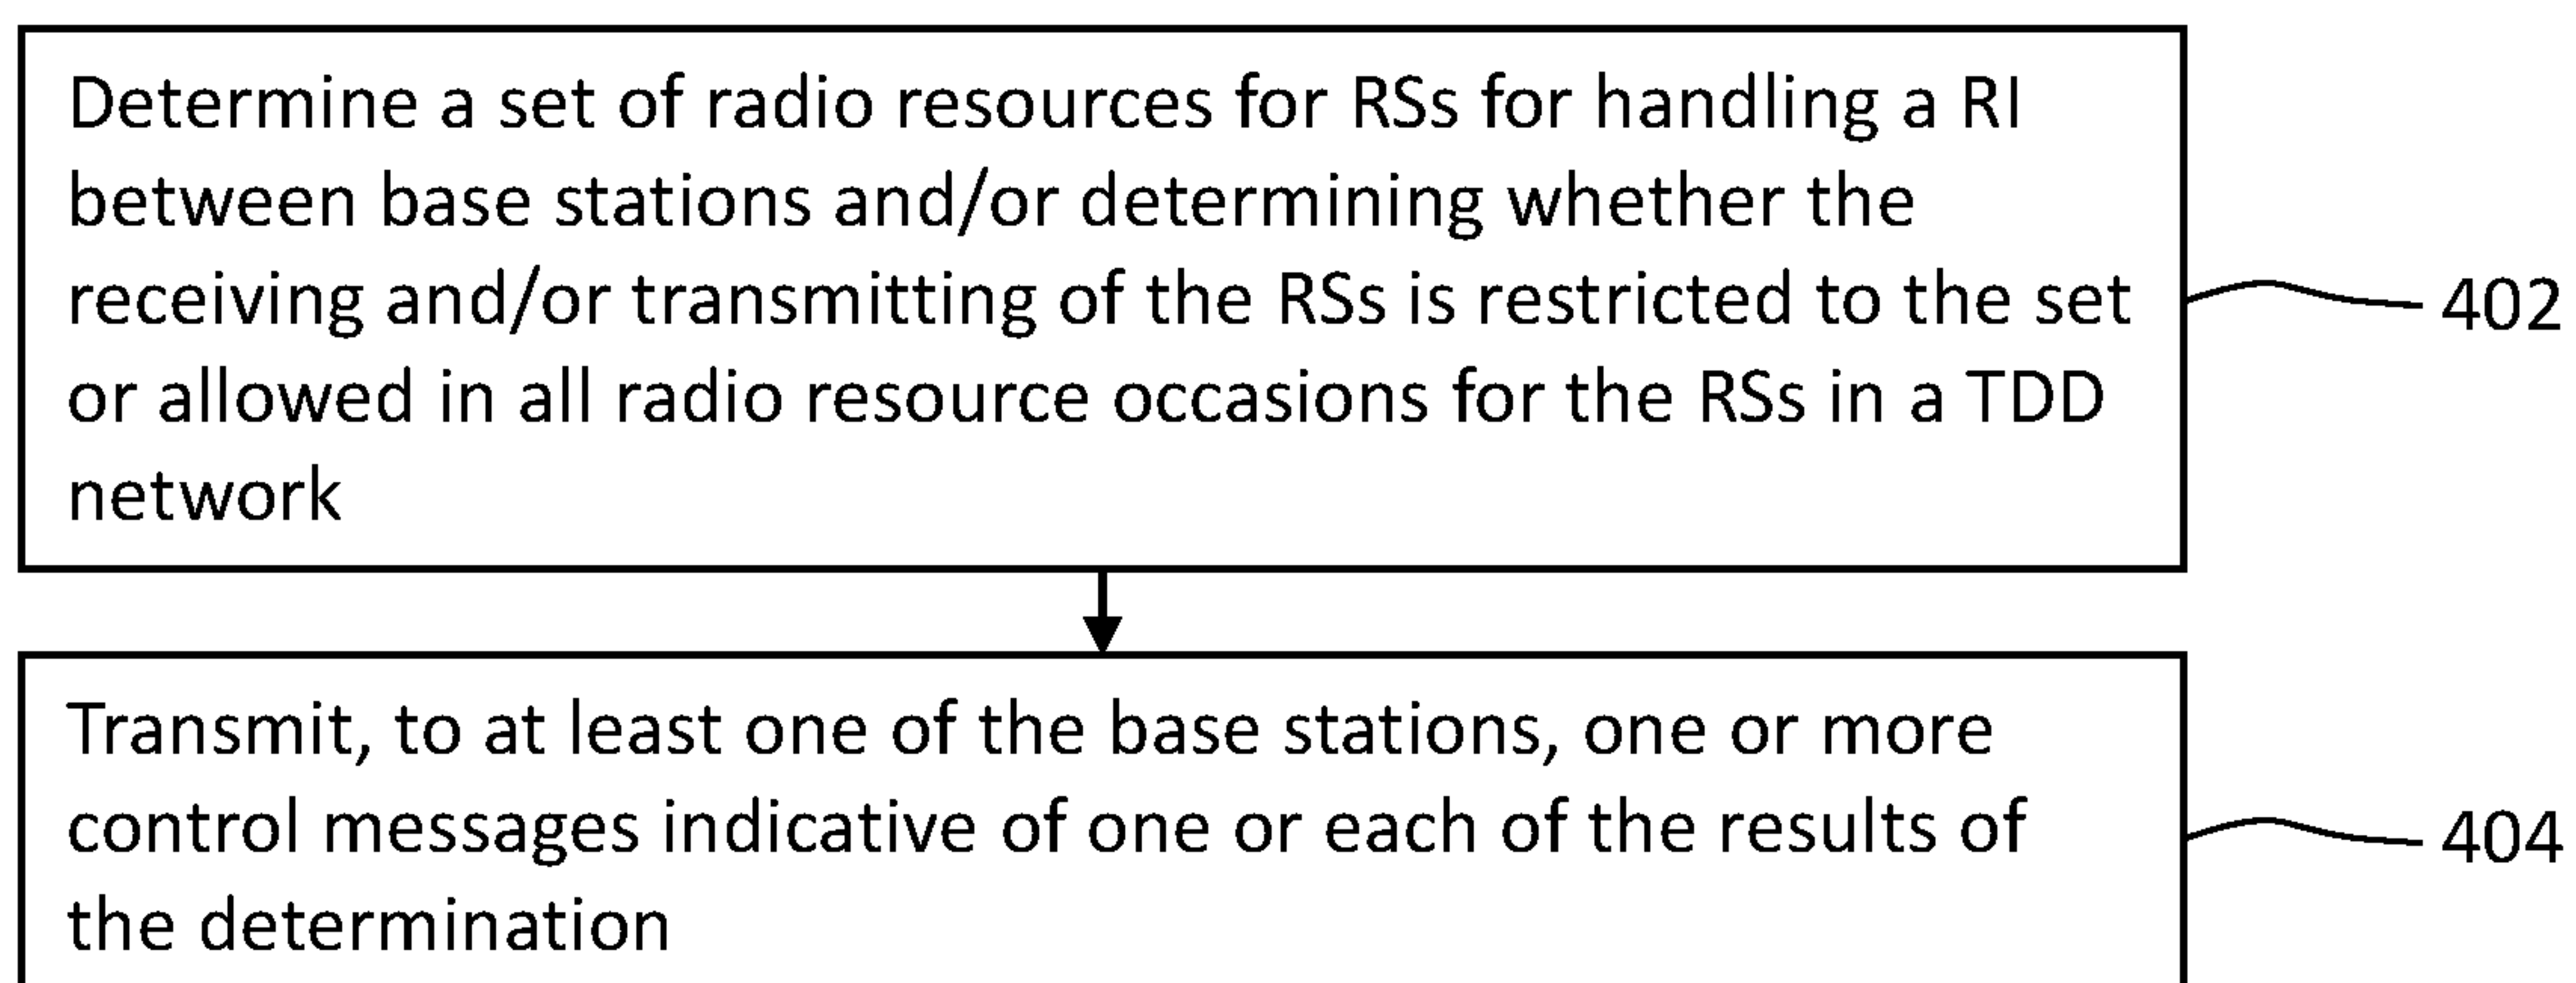 Determine a set of radio resources for RSs for handling a RI
between base stations and/or determining whether the
receiving and/or transmitting of the RSs is restricted to the set
or allowed in all radio resource occasions for the RSs in a TDD
network
402
Transmit, to at least one of the base stations, one or more
control messages indicative of one or each of the results of
the determination
404